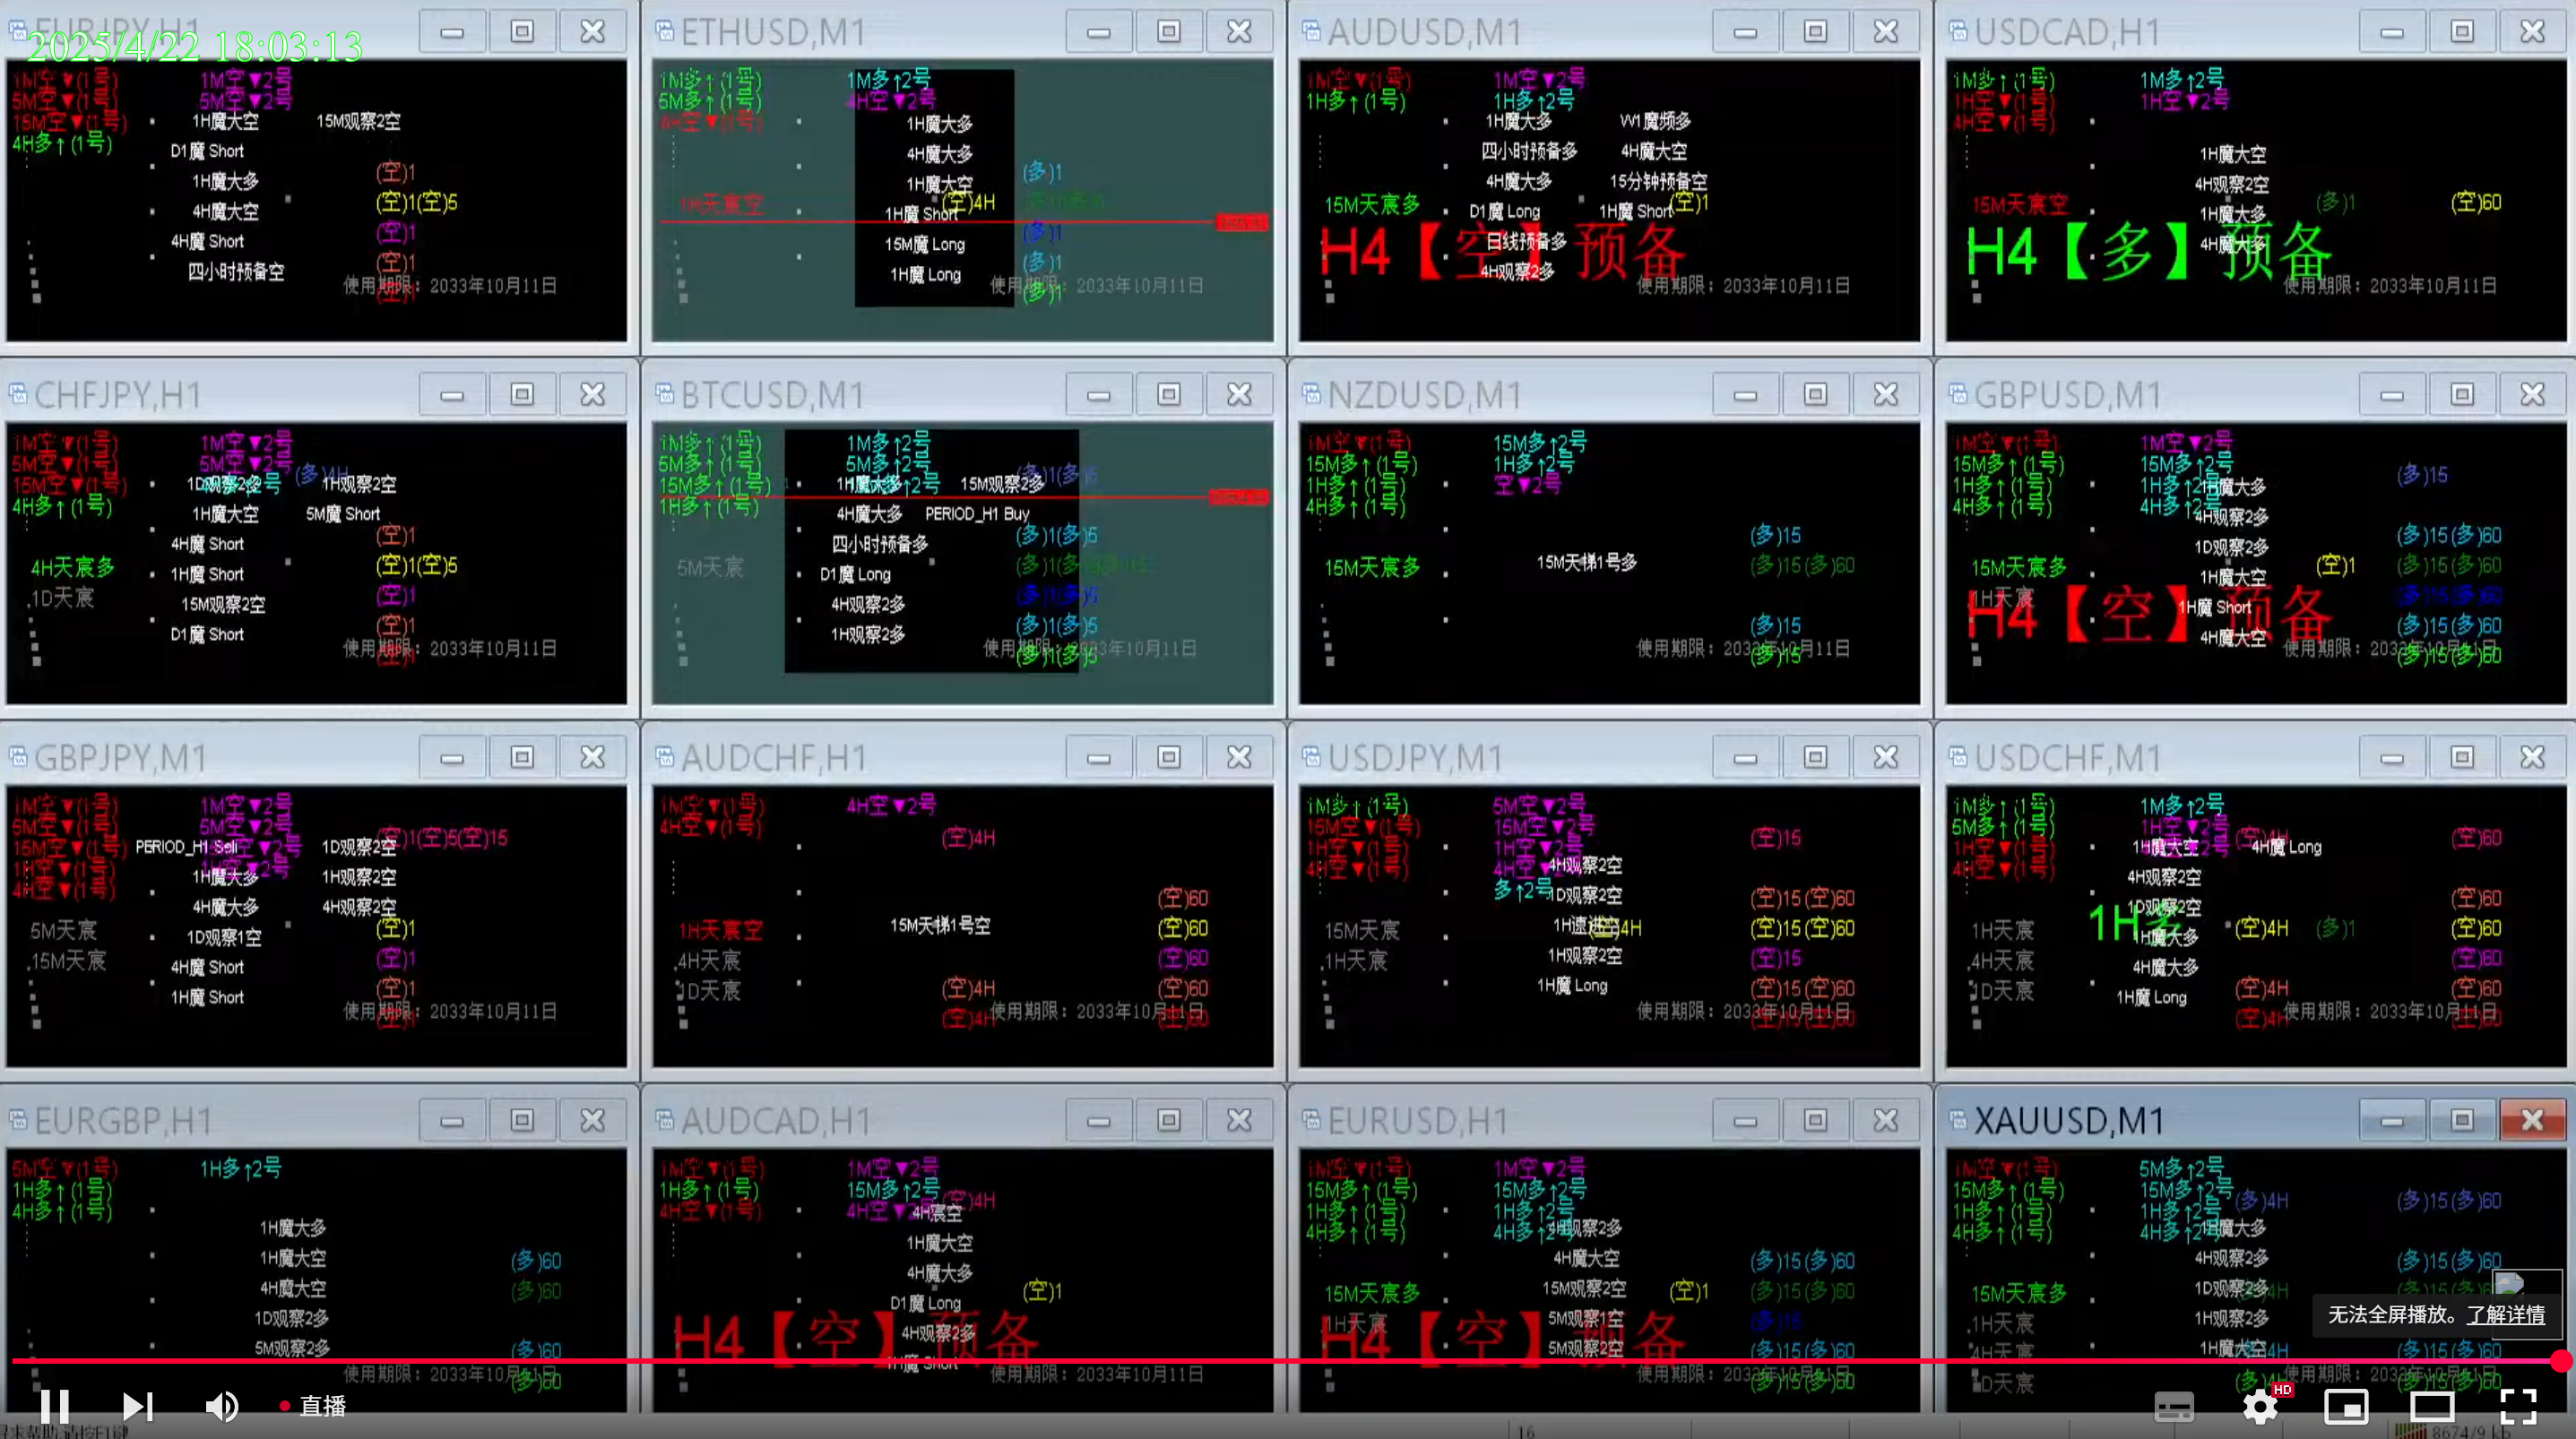 EURJPY,H1
2025/4/22 18:03:13
1M空▼(1号)
5M空▼(1号)
15M空▼(1号)
4H多↑(1号)
1M空▼2号
5M空▼2号
1H魔大空 15M观察2空
D1魔 Short
1H魔大多
4H魔大空
4H魔 Short
四小时预备空
(空)1
(空)1(空)5
(空)1
(空)1
使用期限：2033年10月11日
ETHUSD,M1
1M多↑(1号)
5M多↑(1号)
1M多↑2号
4H空▼2号
1H天宸空
1H魔大多
4H魔大多
1H魔大空
(空)4H
1H魔 Short
15M魔 Long
1H魔 Long
(多)1
(多)1
(多)1
(多)1
使用期限：2033年10月11日
AUDUSD,M1
1M空▼(1号)
1H多↑(1号)
1M空▼2号
1H多↑2号
1H魔大多 W1魔频多
四小时预备多 4H魔大空
4H魔大多 15分钟预备空
D1魔 Long 1H魔 Short
(空)1
日线预备多
4H观察2多
15M天宸多
H4【空】预备
使用期限：2033年10月11日
USDCAD,H1
1M多↑(1号)
1H空▼(1号)
4H空▼(1号)
1M多↑2号
1H空▼2号
1H魔大空
4H观察2空
1H魔大多
4H魔大多
(多)1
(空)60
15M天宸空
H4【多】预备
使用期限：2033年10月11日
CHFJPY,H1
1M空▼(1号)
5M空▼(1号)
15M空▼(1号)
4H多↑(1号)
1M空▼2号
5M空▼2号
(多)4H
1D观察2多 1H观察2空
1H魔大空 5M魔 Short
4H魔 Short
1H魔 Short
15M观察2空
D1魔 Short
4H天宸多
1D天宸
(空)1
(空)1(空)5
(空)1
(空)1
使用期限：2033年10月11日
BTCUSD,M1
1M多↑(1号)
5M多↑(1号)
15M多↑(1号)
1H多↑(1号)
1M多↑2号
5M多↑2号
1H魔大多 15M观察2多
4H魔大多 PERIOD_H1 Buy
四小时预备多
D1魔 Long
4H观察2多
1H观察2多
5M天宸
(多)1(多)5
(多)1(多)5
(多)1(多)5
(多)1(多)5
(多)1(多)5
使用期限：2033年10月11日
NZDUSD,M1
1M空▼(1号)
15M多↑(1号)
1H多↑(1号)
4H多↑(1号)
15M多↑2号
1H多↑2号
空▼2号
15M天宸多
15M天梯1号多
(多)15
(多)15(多)60
(多)15
(多)15
使用期限：2033年10月11日
GBPUSD,M1
1M空▼(1号)
15M多↑(1号)
1H多↑(1号)
4H多↑(1号)
1M空▼2号
15M多↑2号
1H多↑2号
4H多↑2号
1H魔大多
4H观察2多
1D观察2多
1H魔大空
1H魔 Short
4H魔大空
(空)1
(多)15
(多)15(多)60
(多)15(多)60
(多)15(多)60
(多)15(多)60
(多)15(多)60
15M天宸多
1H天宸
H4【空】预备
使用期限：2033年10月11日
GBPJPY,M1
1M空▼(1号)
5M空▼(1号)
15M空▼(1号)
1H空▼(1号)
4H空▼(1号)
1M空▼2号
5M空▼2号
PERIOD_H1 Sell 1D观察2空
1H魔大多 1H观察2空
4H魔大多 4H观察2空
1D观察1空
4H魔 Short
1H魔 Short
5M天宸
15M天宸
(空)1(空)5(空)15
(空)1
(空)1
(空)1
使用期限：2033年10月11日
AUDCHF,H1
1M空▼(1号)
4H空▼(1号)
4H空▼2号
(空)4H
15M天梯1号空
1H天宸空
4H天宸
1D天宸
(空)60
(空)60
(空)60
(空)4H (空)60
(空)4H (空)60
使用期限：2033年10月11日
USDJPY,M1
1M多↑(1号)
15M空▼(1号)
1H空▼(1号)
4H空▼(1号)
5M空▼2号
15M空▼2号
1H空▼2号
多↑2号
4H观察2空
1D观察2空
(空)4H
1H观察2空
1H魔 Long
15M天宸
1H天宸
(空)15
(空)15(空)60
(空)15(空)60
(空)15
(空)15(空)60
(空)15(空)60
使用期限：2033年10月11日
USDCHF,M1
1M多↑(1号)
5M多↑(1号)
1H空▼(1号)
4H空▼(1号)
1M多↑2号
1H空▼2号
(空)4H (空)60
1H魔大空 4H魔 Long
4H观察2空
1D观察2空
1H魔大多
4H魔大多
1H魔 Long
1H多
1H天宸
4H天宸
1D天宸
(空)60
(空)4H (多)1 (空)60
(空)60
(空)4H (空)60
(空)4H (空)60
使用期限：2033年10月11日
EURGBP,H1
5M空▼(1号)
1H多↑(1号)
4H多↑(1号)
1H多↑2号
1H魔大多
1H魔大空
4H魔大空
1D观察2多
5M观察2多
(多)60
(多)60
(多)60
(多)60
使用期限：2033年10月11日
AUDCAD,H1
1M空▼(1号)
1H多↑(1号)
4H空▼(1号)
1M空▼2号
15M多↑2号
(空)4H
4H宸空
1H魔大空
4H魔大多
D1魔 Long
4H观察2多
1H魔 Short
(空)1
H4【空】预备
使用期限：2033年10月11日
EURUSD,H1
1M空▼(1号)
15M多↑(1号)
1H多↑(1号)
4H多↑(1号)
1M空▼2号
15M多↑2号
1H多↑2号
4H观察2多
4H魔大空
15M观察2空
5M观察1空
5M观察2空
(空)1
15M天宸多
1H天宸
(多)15(多)60
(多)15(多)60
(多)15
(多)15(多)60
(多)15(多)60
H4【空】预备
使用期限：2033年10月11日
XAUUSD,M1
1M空▼(1号)
15M多↑(1号)
1H多↑(1号)
4H多↑(1号)
5M多↑2号
15M多↑2号
1H多↑2号
4H多↑2号
(多)4H (多)15(多)60
1H魔大多
4H观察2多
1D观察2多
1H观察2多
1H魔大空
15M天宸多
1H天宸
4H天宸
1D天宸
(多)15(多)60
(多)15(多)60
使用期限：2033年10月11日
无法全屏播放。了解详情
直播
HD
16